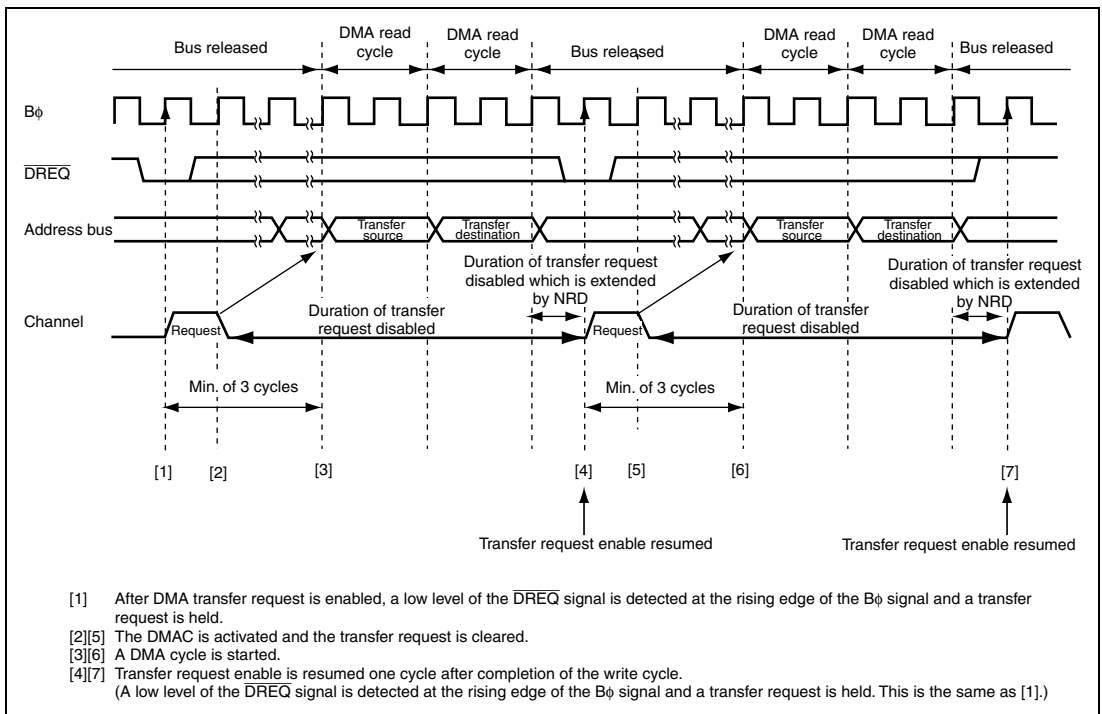 Bus released
DMA read cycle
DMA read cycle
Bus released
DMA read cycle
DMA read cycle
Bus released
Bϕ
DREQ
Address bus
Transfer source
Transfer destination
Transfer source
Transfer destination
Duration of transfer request disabled which is extended by NRD
Duration of transfer request disabled which is extended by NRD
Channel
Request
Duration of transfer request disabled
Request
Duration of transfer request disabled
Min. of 3 cycles
Min. of 3 cycles
[1]
[2]
[3]
[4]
[5]
[6]
[7]
Transfer request enable resumed
Transfer request enable resumed
[1] After DMA transfer request is enabled, a low level of the DREQ signal is detected at the rising edge of the Bϕ signal and a transfer
request is held.
[2][5] The DMAC is activated and the transfer request is cleared.
[3][6] A DMA cycle is started.
[4][7] Transfer request enable is resumed one cycle after completion of the write cycle.
(A low level of the DREQ signal is detected at the rising edge of the Bϕ signal and a transfer request is held. This is the same as [1].)